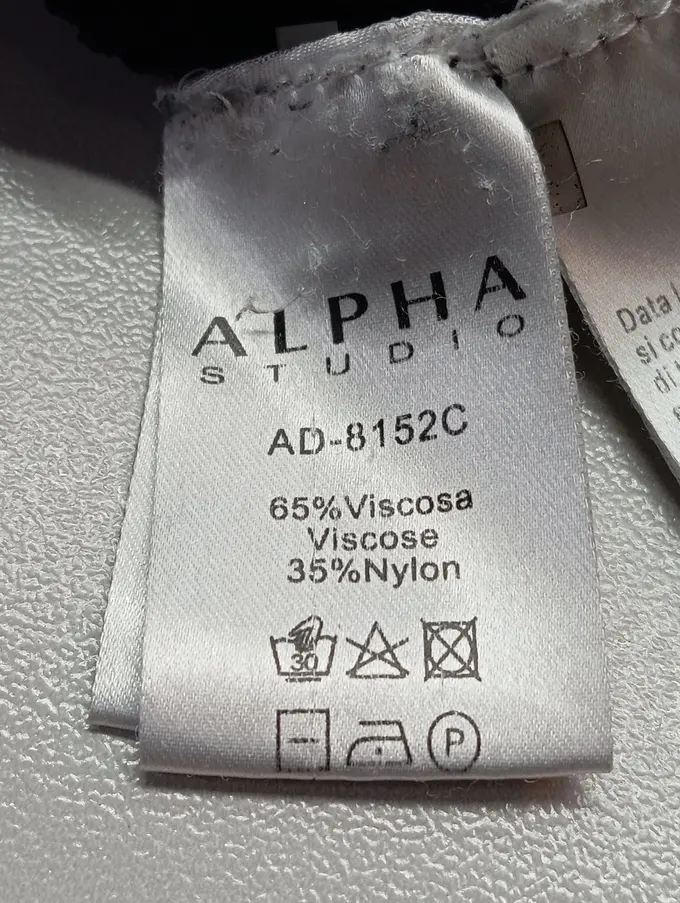 ALPHA
STUDIO
AD-8152C
65%Viscosa
Viscose
35%Nylon
30
P
Data
si
di